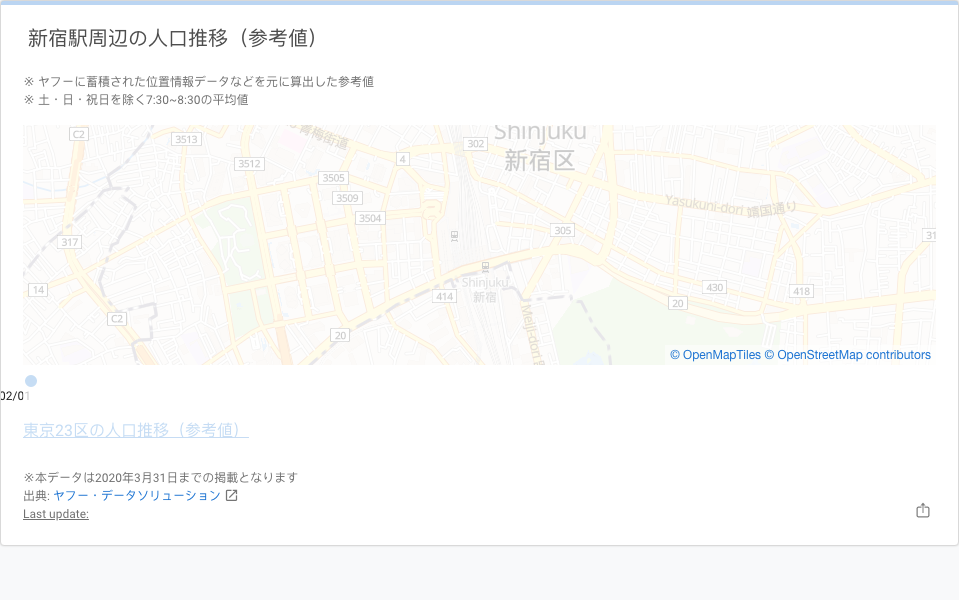 新宿駅周辺の人口推移（参考値）
※ ヤフーに蓄積された位置情報データなどを元に算出した参考値
※ 土・日・祝日を除く7:30~8:30の平均値
Shinjuku
新宿区
C2
3513
青梅街道
302
4
3512
3505
3509
3504
Yasukuni-dori 靖国通り
305
317
31
14
Shinjuku
新宿
414
430
418
20
C2
20
Meiji-dori
© OpenMapTiles © OpenStreetMap contributors
02/01
東京23区の人口推移（参考値）
※本データは2020年3月31日までの掲載となります
出典: ヤフー・データソリューション
Last update: